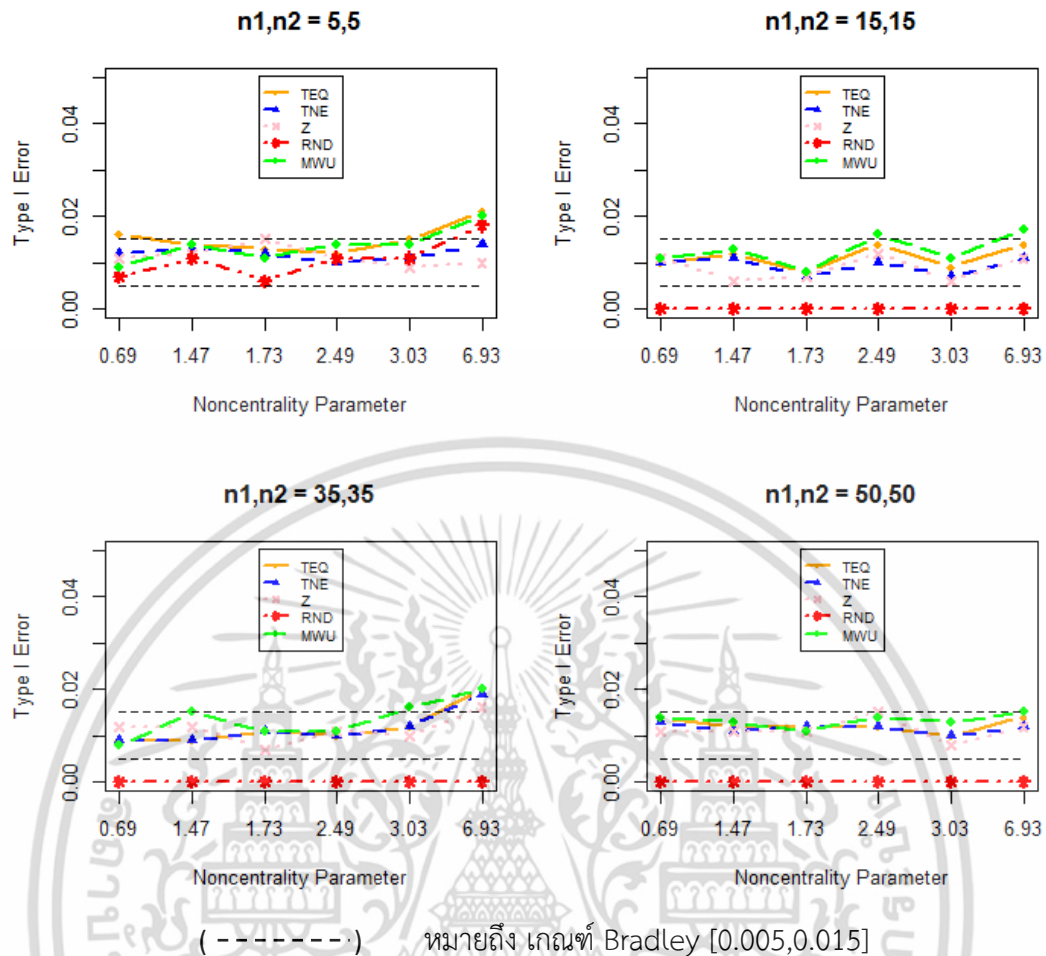 n1,n2 = 5,5
TEQ
TNE
Z
RND
MWU
Type I Error
0.00 0.02 0.04
0.69 1.47 1.73 2.49 3.03 6.93
Noncentrality Parameter
n1,n2 = 15,15
TEQ
TNE
Z
RND
MWU
Type I Error
0.00 0.02 0.04
0.69 1.47 1.73 2.49 3.03 6.93
Noncentrality Parameter
n1,n2 = 35,35
TEQ
TNE
Z
RND
MWU
Type I Error
0.00 0.02 0.04
0.69 1.47 1.73 2.49 3.03 6.93
Noncentrality Parameter
n1,n2 = 50,50
TEQ
TNE
Z
RND
MWU
Type I Error
0.00 0.02 0.04
0.69 1.47 1.73 2.49 3.03 6.93
Noncentrality Parameter
( ------- ) หมายถึง เกณฑ์ Bradley [0.005,0.015]